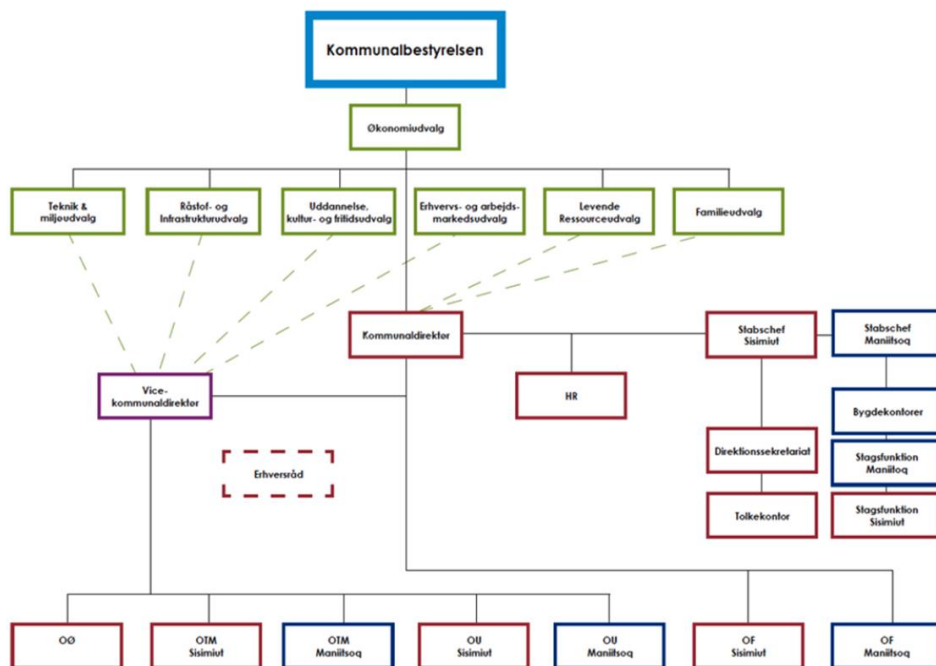 Kommunalbestyrelsen
Økonomiudvalg
Teknik &
miljøudvalg
Råstof- og
Infrastrukturudvalg
Uddannelse,
kultur- og fritidsudvalg
Erhvervs- og arbejds-
markedsudvalg
Levende
Ressourceudvalg
Familieudvalg
Kommunaldirektør
Stabschef
Sisimiut
Stabschef
Maniitsoq
Vice-
kommunaldirektør
HR
Bygdekontorer
Direktionssekretariat
Stagsfunktion
Maniitoq
Erhversråd
Tolkekontor
Stagsfunktion
Sisimiut
OØ
OTM
Sisimiut
OTM
Maniitsoq
OU
Sisimiut
OU
Maniitsoq
OF
Sisimiut
OF
Maniitsoq